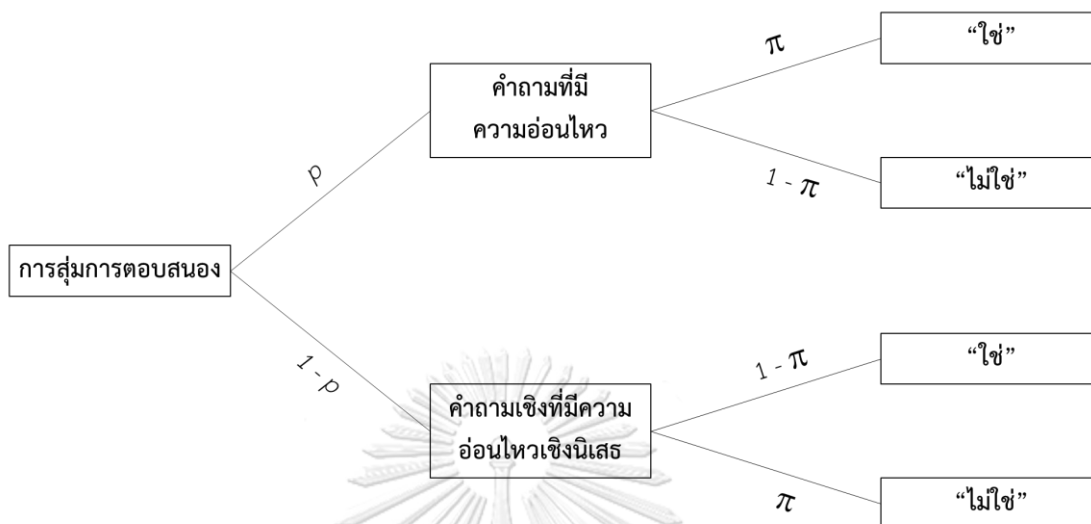 π
“ใช่”
คำถามที่มี
ความอ่อนไหว
p
1 - π
“ไม่ใช่”
การสุ่มการตอบสนอง
1 - p
1 - π
“ใช่”
คำถามเชิงที่มีความ
อ่อนไหวเชิงนิเสธ
π
“ไม่ใช่”